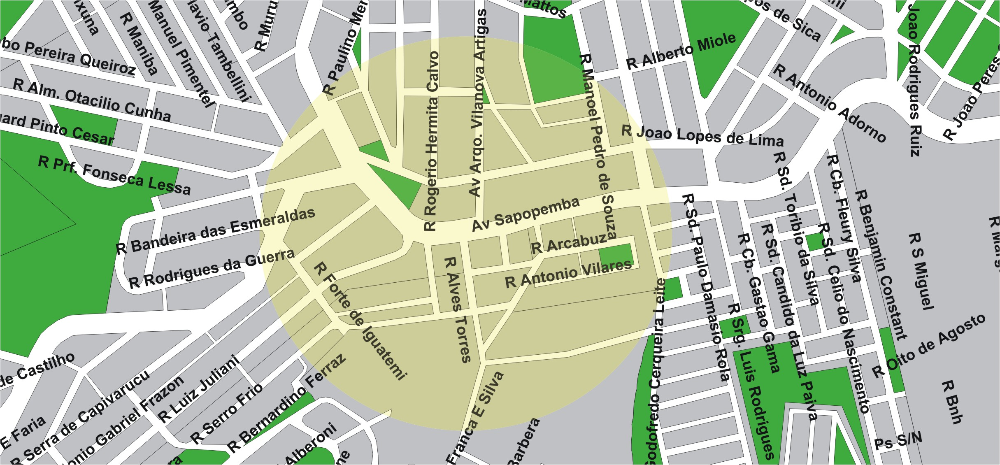 R Maniba
Manuel Pimentel
R Muru
R Paulino Mer
Mattos
de Sica
Joao Rodrigues Ruiz
R Joao Peres
Pereira Queiroz
R Alm. Otacilio Cunha
Pinto Cesar
R Prf. Fonseca Lessa
Tambellini
R Rogerio Hermita Calvo
Av Arqo. Vilanova Artigas
R Manoel Pedro de Souza
R Alberto Miole
R Antonio Adorno
R Joao Lopes de Lima
R Bandeira das Esmeraldas
R Rodrigues da Guerra
Av Sapopemba
R Arcabuz
R Antonio Vilares
R Alves Torres
R Forte de Iguatemi
R Sd. Paulo Damasio Rola
R Sd. Toribio da Silva
R Cb. Fleury Silva
R Benjamin Constant
R Cb. Gastao Gama
R Sd. Candido da Luz Paiva
R Sd. Celio do Nascimento
R S Miguel
R Srg. Luis Rodrigues
R Oito de Agosto
R Bnh
Ps S/N
de Castilho
E Faria
R Serra de Capivarucu
onio Gabriel Frazon
R Luiz Juliani
R Serro Frio
R Bernardino Ferraz
Alberoni
Franca E Silva
Barbera
Cerqueira Leite